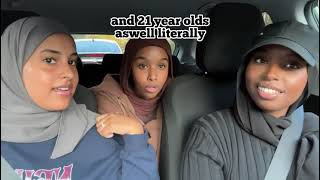 and 21 year olds
aswell literally